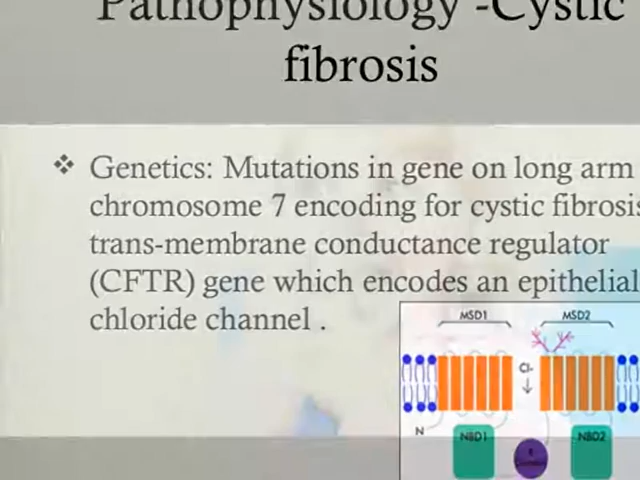 Pathophysiology -Cystic
fibrosis
❖ Genetics: Mutations in gene on long arm
chromosome 7 encoding for cystic fibrosis
trans-membrane conductance regulator
(CFTR) gene which encodes an epithelial
chloride channel .
MSD1 MSD2
Cl-
N
NBD1 NBD2